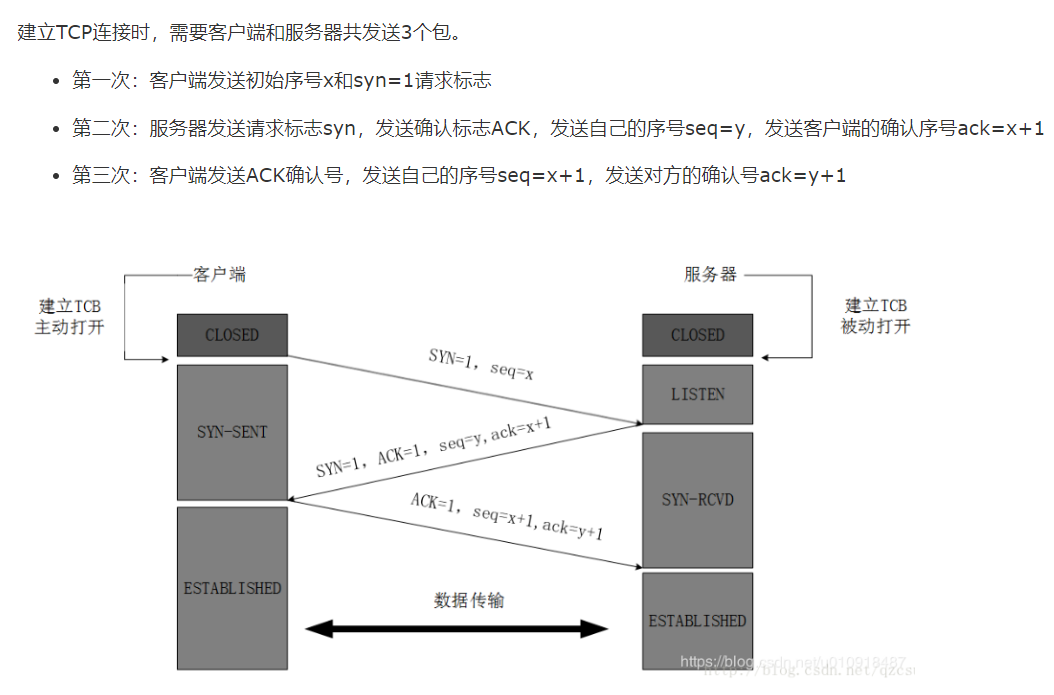 建立TCP连接时，需要客户端和服务器共发送3个包。
第一次：客户端发送初始序号x和syn=1请求标志
第二次：服务器发送请求标志syn，发送确认标志ACK，发送自己的序号seq=y，发送客户端的确认序号ack=x+1
第三次：客户端发送ACK确认号，发送自己的序号seq=x+1，发送对方的确认号ack=y+1
客户端
服务器
建立TCB
主动打开
建立TCB
被动打开
CLOSED
CLOSED
SYN=1, seq=x
LISTEN
SYN-SENT
SYN=1, ACK=1, seq=y,ack=x+1
SYN-RCVD
ACK=1, seq=x+1,ack=y+1
ESTABLISHED
数据传输
ESTABLISHED
https://blog.csdn.net/u010918487